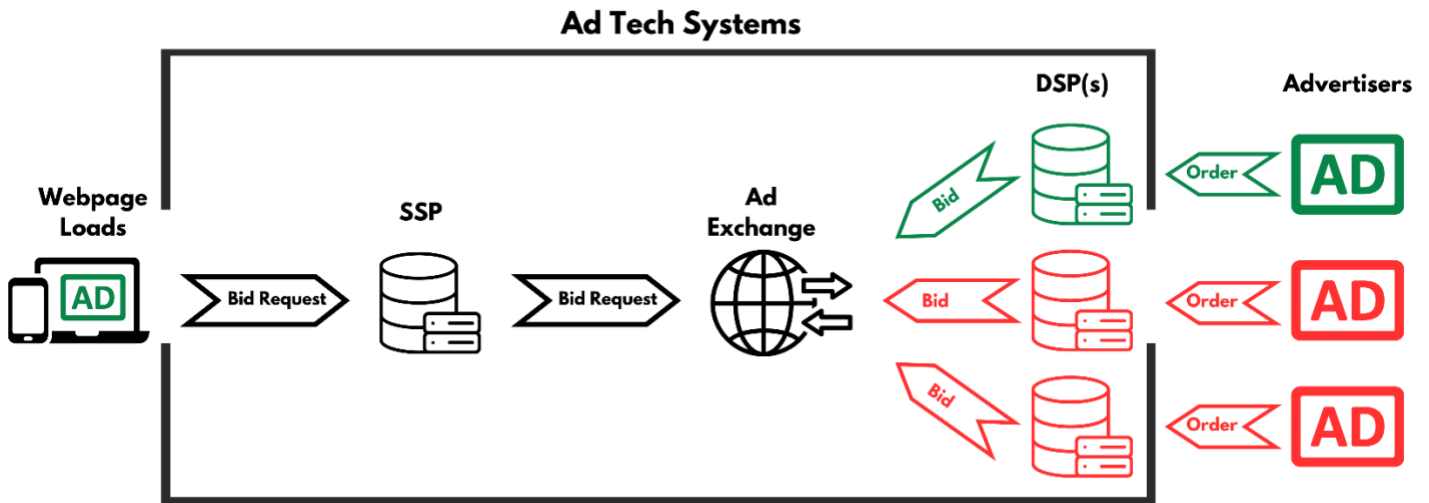 Ad Tech Systems
DSP(s)
Advertisers
Webpage
Loads
SSP
Ad
Exchange
AD
Bid Request
Bid Request
Bid
Order
AD
Bid
Order
AD
Bid
Order
AD